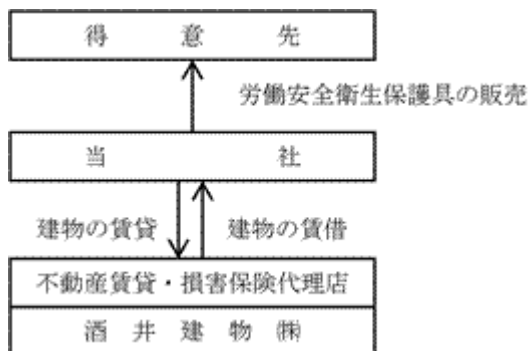 得意先
労働安全衛生保護具の販売
当社
建物の賃貸
建物の賃借
不動産賃貸・損害保険代理店
酒井建物㈱